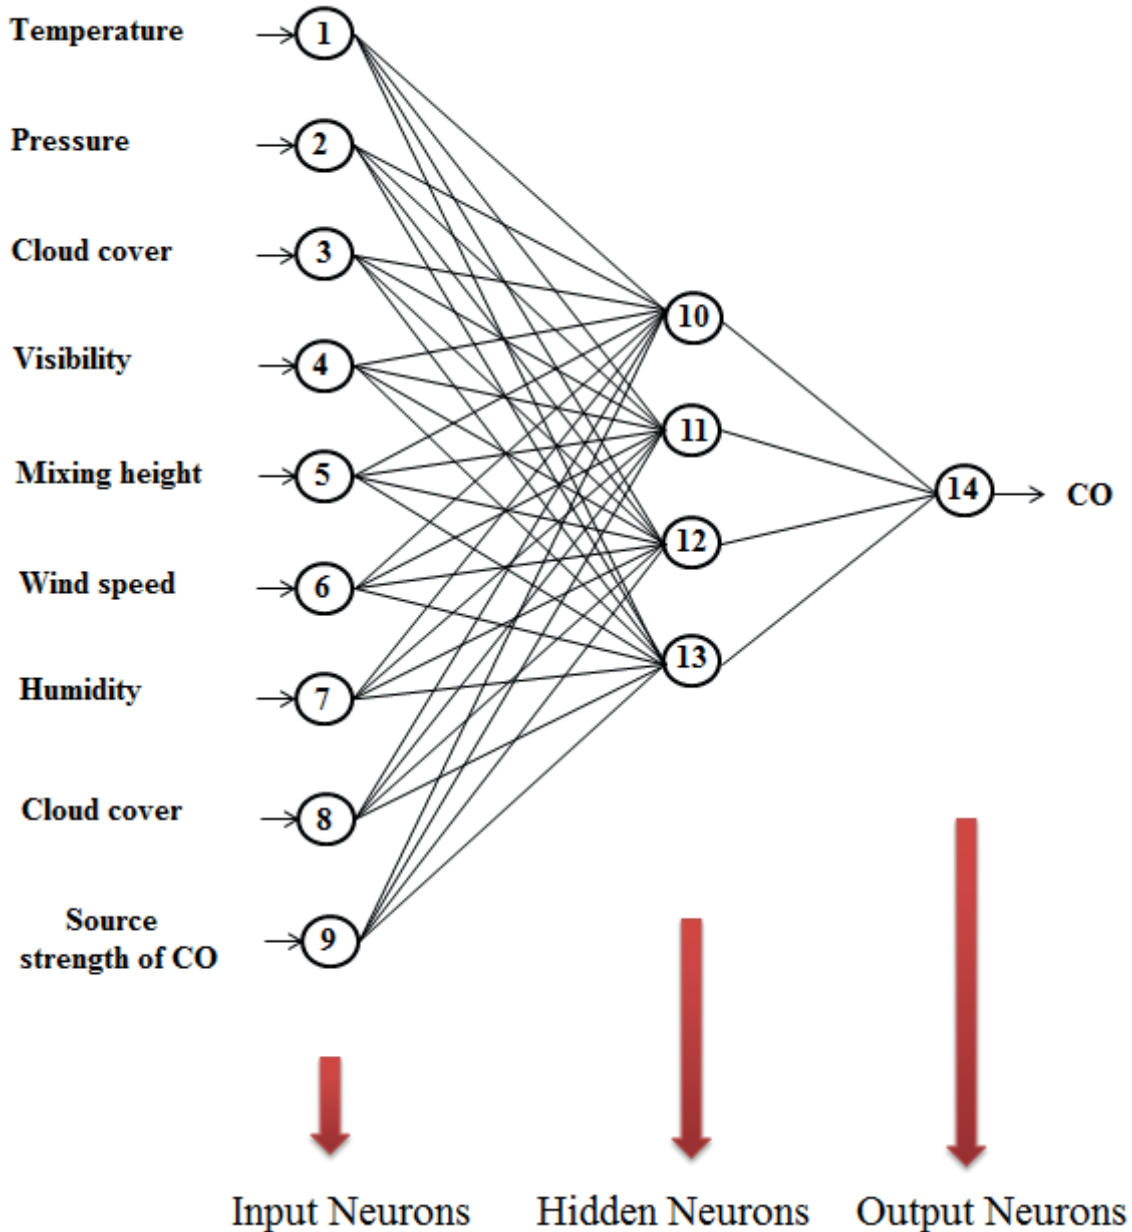 Temperature
1
Pressure
2
Cloud cover
3
10
Visibility
4
11
Mixing height
5
14
CO
12
Wind speed
6
13
Humidity
7
Cloud cover
8
Source
strength of CO
9
Input Neurons
Hidden Neurons
Output Neurons